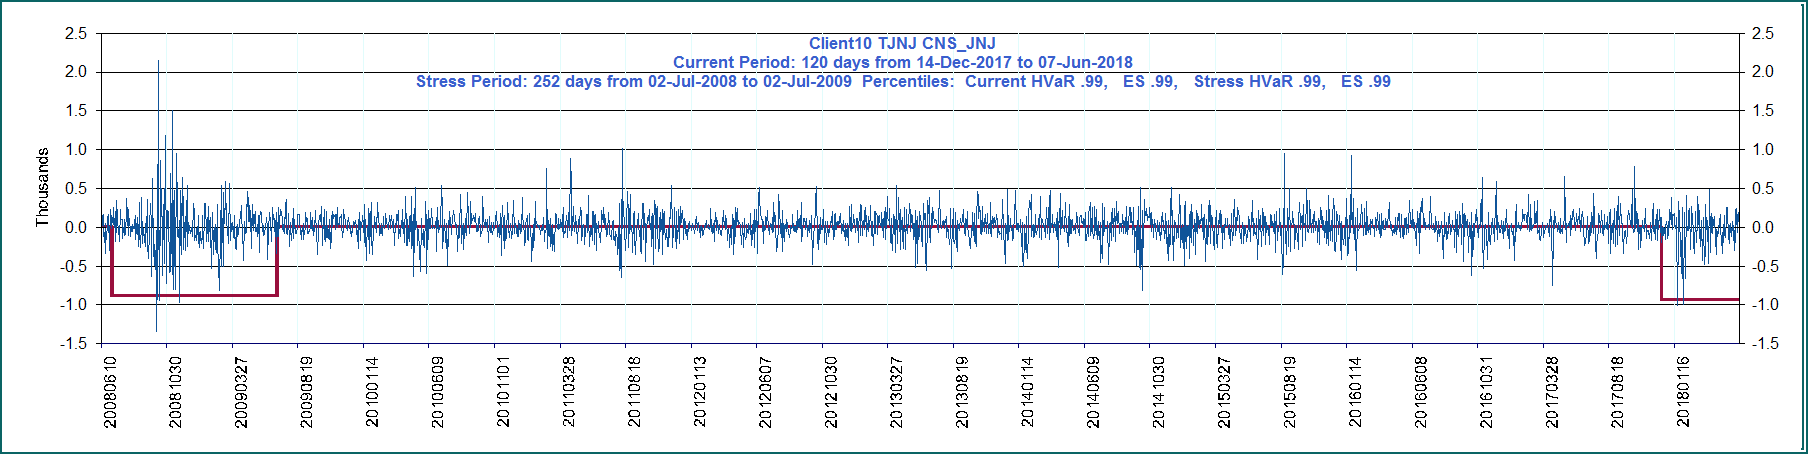 Client10 TJNJ CNS_JNJ
Current Period: 120 days from 14-Dec-2017 to 07-Jun-2018
Stress Period: 252 days from 02-Jul-2008 to 02-Jul-2009 Percentiles: Current HVaR .99, ES .99, Stress HVaR .99, ES .99
Thousands
2.5 2.5
2.0 2.0
1.5 1.5
1.0 1.0
0.5 0.5
0.0 0.0
-0.5 -0.5
-1.0 -1.0
-1.5 -1.5
20080610 20081030 20090327 20090819 20100114 20100609 20101101 20110328 20110818 20120113 20120607 20121030 20130327 20130819 20140114 20140609 20141030 20150327 20150819 20160114 20160608 20161031 20170328 20170818 20180116